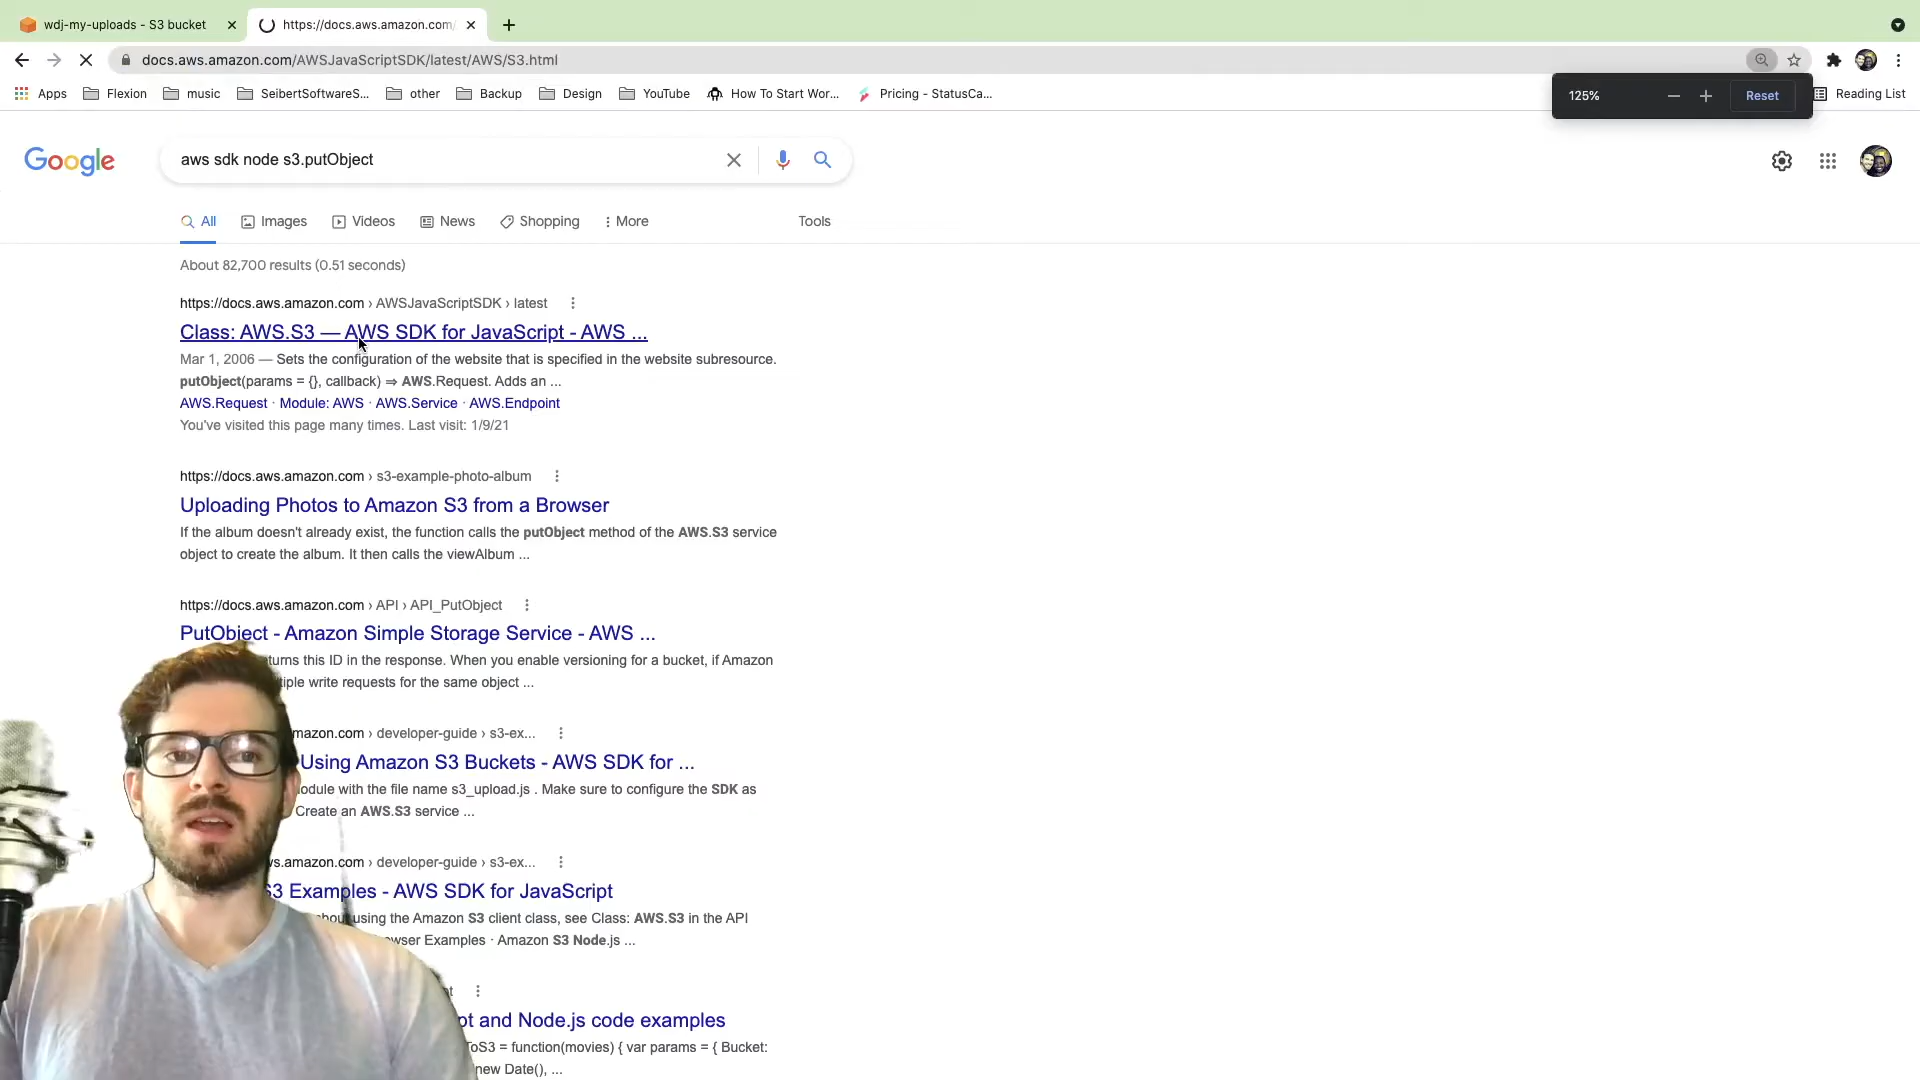 wdj-my-uploads - S3 bucket
https://docs.aws.amazon.com/
docs.aws.amazon.com/AWSJavaScriptSDK/latest/AWS/S3.html
Apps Flexion music SeibertSoftwareS... other Backup Design YouTube How To Start Wor... Pricing - StatusCa... Reading List
125% Reset
Google
aws sdk node s3.putObject
All Images Videos News Shopping More Tools
About 82,700 results (0.51 seconds)
https://docs.aws.amazon.com › AWSJavaScriptSDK › latest
Class: AWS.S3 — AWS SDK for JavaScript - AWS ...
Mar 1, 2006 — Sets the configuration of the website that is specified in the website subresource.
putObject(params = {}, callback) ⇒ AWS.Request. Adds an ...
AWS.Request · Module: AWS · AWS.Service · AWS.Endpoint
You've visited this page many times. Last visit: 1/9/21
https://docs.aws.amazon.com › s3-example-photo-album
Uploading Photos to Amazon S3 from a Browser
If the album doesn't already exist, the function calls the putObject method of the AWS.S3 service
object to create the album. It then calls the viewAlbum ...
https://docs.aws.amazon.com › API › API_PutObject
PutObject - Amazon Simple Storage Service - AWS ...
this ID in the response. When you enable versioning for a bucket, if Amazon
write requests for the same object ...
mazon.com › developer-guide › s3-ex...
Using Amazon S3 Buckets - AWS SDK for ...
with the file name s3_upload.js . Make sure to configure the SDK as
Create an AWS.S3 service ...
s.amazon.com › developer-guide › s3-ex...
S3 Examples - AWS SDK for JavaScript
using the Amazon S3 client class, see Class: AWS.S3 in the API
Examples · Amazon S3 Node.js ...
and Node.js code examples
ToS3 = function(movies) { var params = { Bucket:
new Date(), ...